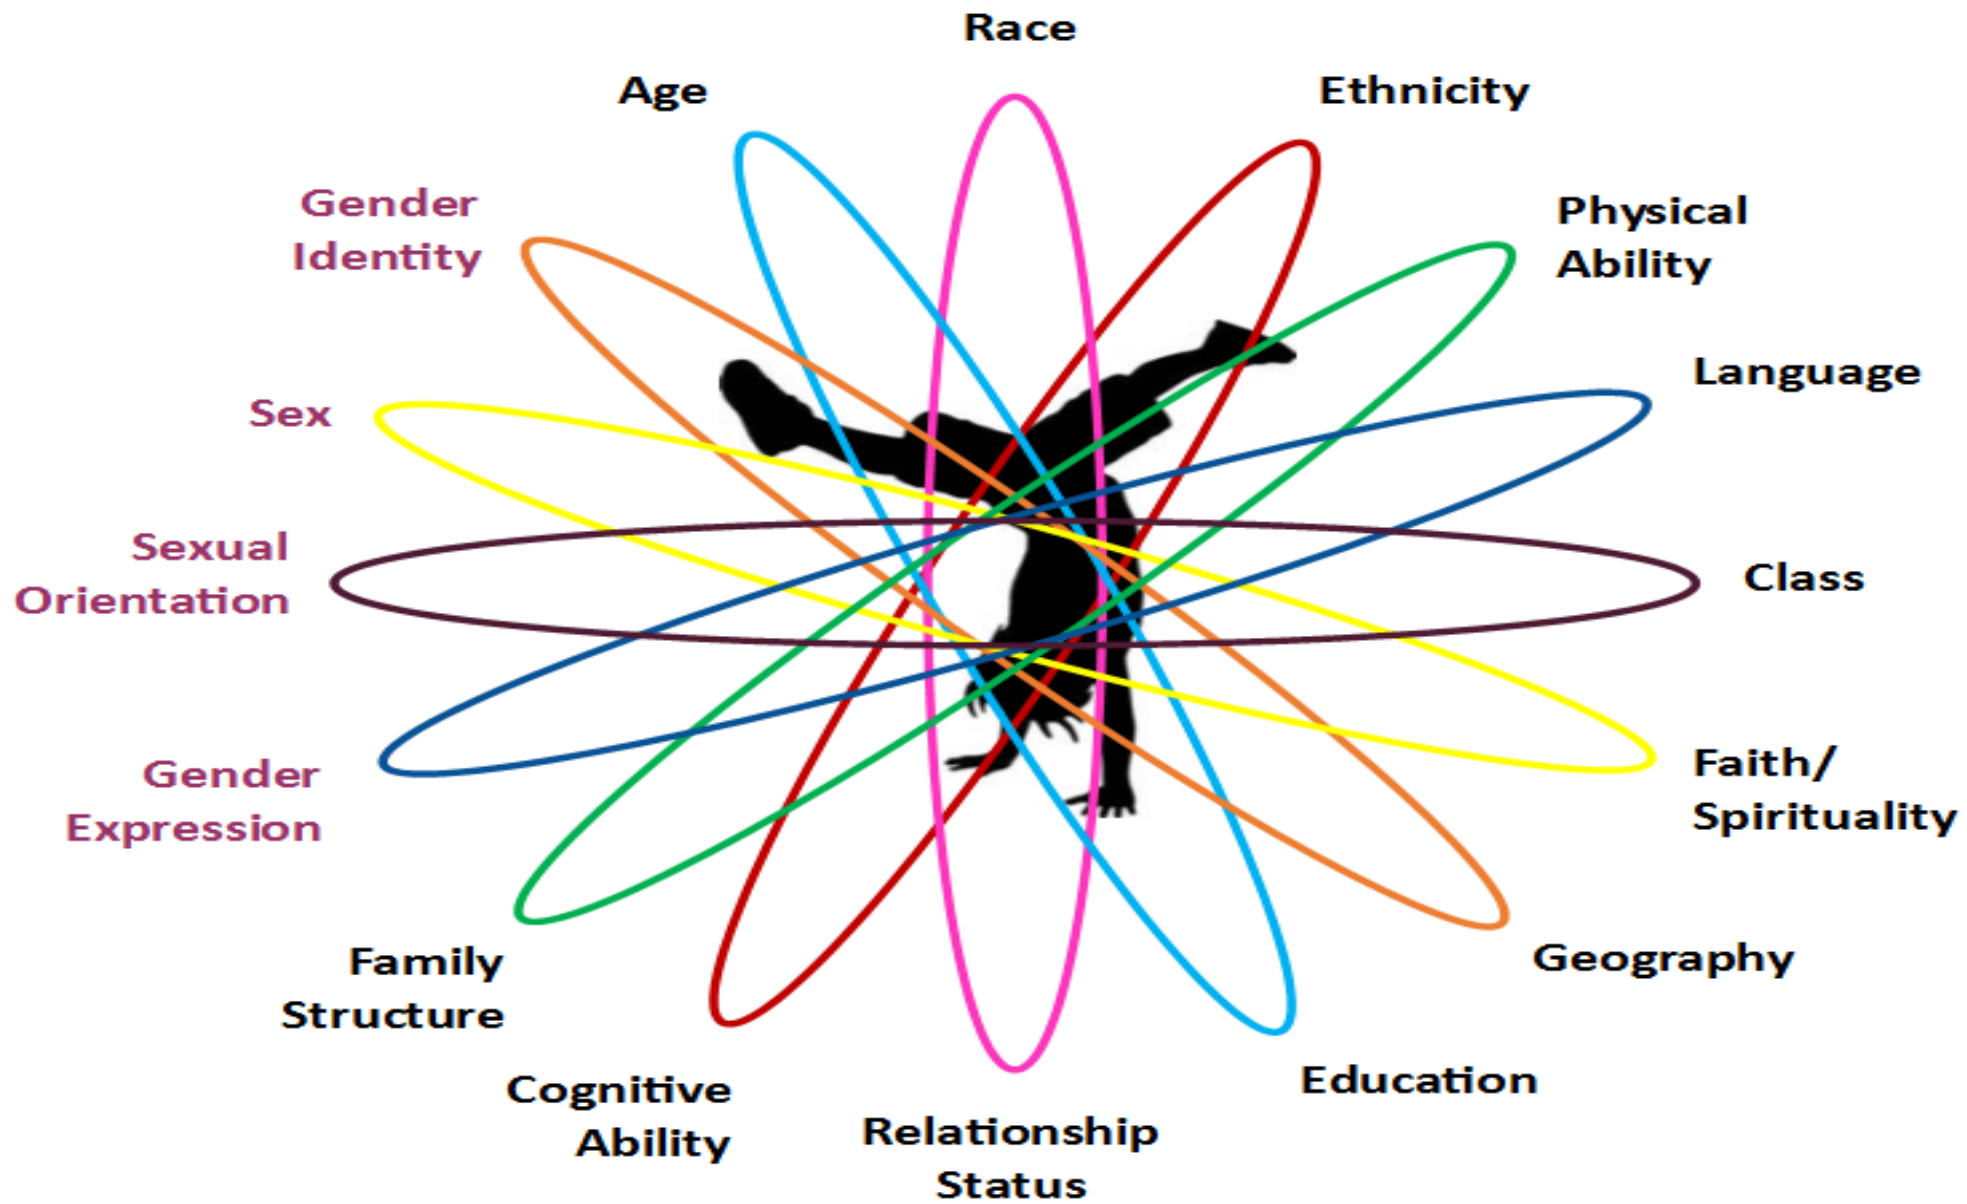 Race
Ethnicity
Physical
Ability
Language
Class
Faith/
Spirituality
Geography
Education
Relationship
Status
Cognitive
Ability
Family
Structure
Gender
Expression
Sexual
Orientation
Sex
Gender
Identity
Age